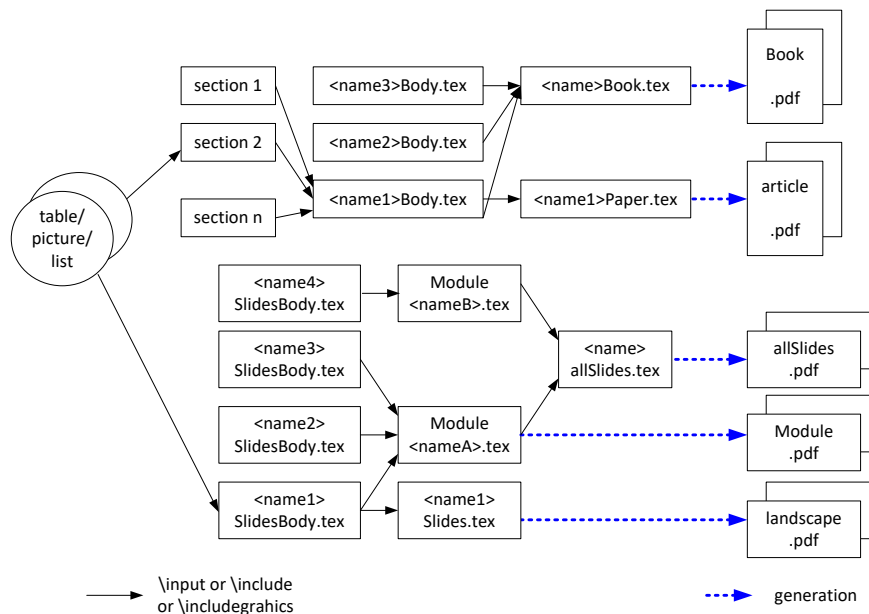 Book
.pdf
section 1
<name3>Body.tex
<name>Book.tex
section 2
<name2>Body.tex
section n
<name1>Body.tex
<name1>Paper.tex
article
.pdf
table/
picture/
list
<name4>
SlidesBody.tex
Module
<nameB>.tex
<name3>
SlidesBody.tex
<name>
allSlides.tex
allSlides
.pdf
<name2>
SlidesBody.tex
Module
<nameA>.tex
Module
.pdf
<name1>
SlidesBody.tex
<name1>
Slides.tex
landscape
.pdf
\input or \include
or \includegrahics
generation